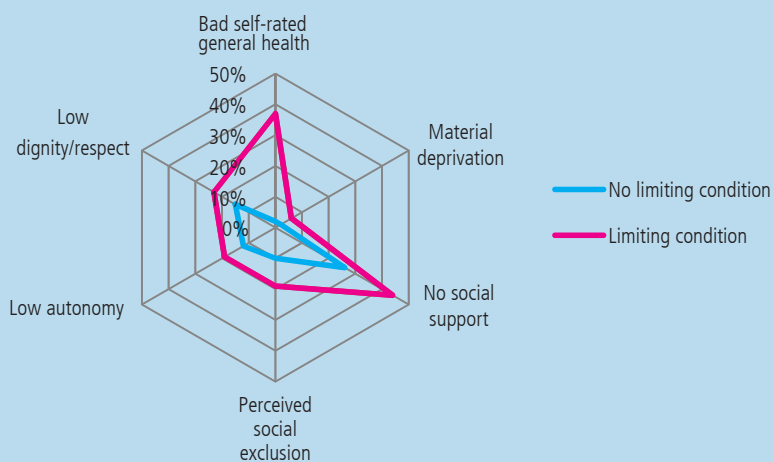 Bad self-rated
general health
50%
40%
30%
20%
10%
0%
Low
dignity/respect
Material
deprivation
No limiting condition
Limiting condition
Low autonomy
No social
support
Perceived
social
exclusion